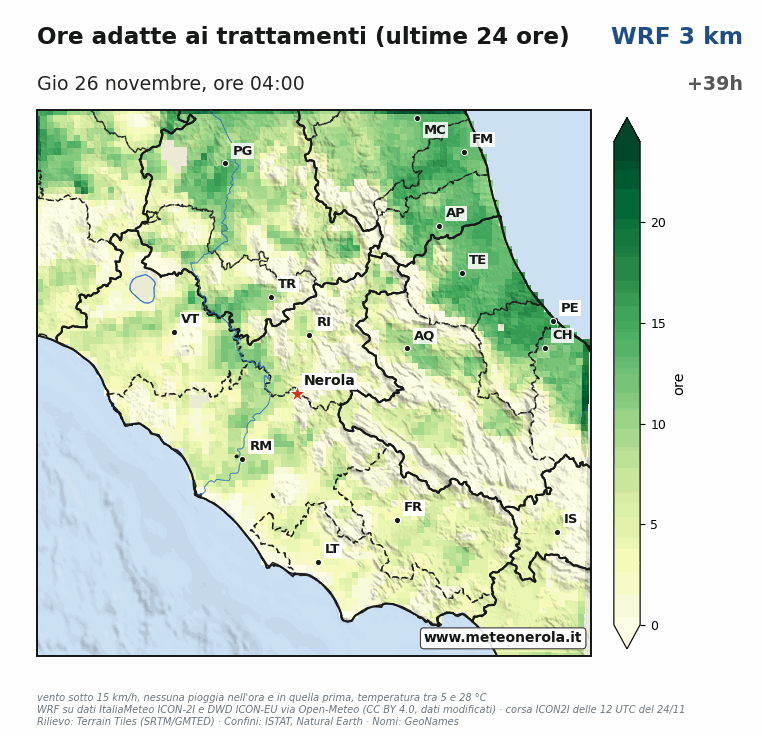 Ore adatte ai trattamenti (ultime 24 ore) WRF 3 km
Gio 26 novembre, ore 04:00 +39h
MC
FM
PG
AP
TE
TR
PE
VT
RI
AQ
CH
Nerola
RM
FR
IS
LT
www.meteonerola.it
20
15
10
5
0
ore
vento sotto 15 km/h, nessuna pioggia nell'ora e in quella prima, temperatura tra 5 e 28 °C
WRF su dati ItaliaMeteo ICON-2I e DWD ICON-EU via Open-Meteo (CC BY 4.0, dati modificati) · corsa ICON2I delle 12 UTC del 24/11
Rilievo: Terrain Tiles (SRTM/GMTED) · Confini: ISTAT, Natural Earth · Nomi: GeoNames